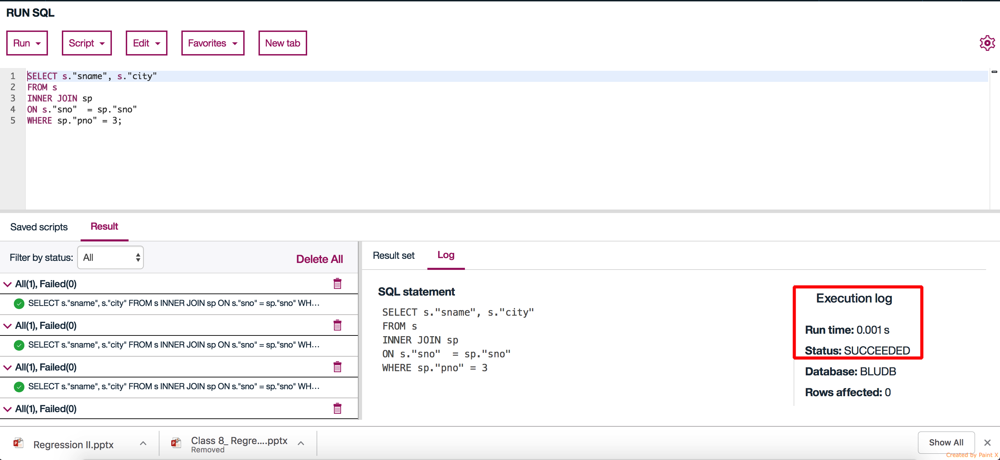 RUN SQL
Run
Script
Edit
Favorites
New tab
1 SELECT s."sname", s."city"
2 FROM s
3 INNER JOIN sp
4 ON s."sno"  = sp."sno"
5 WHERE sp."pno" = 3;
Saved scripts
Result
Filter by status: All
Delete All
All(1), Failed(0)
SELECT s."sname", s."city" FROM s INNER JOIN sp ON s."sno" = sp."sno" WH...
All(1), Failed(0)
SELECT s."sname", s."city" FROM s INNER JOIN sp ON s."sno" = sp."sno" WH...
All(1), Failed(0)
SELECT s."sname", s."city" FROM s INNER JOIN sp ON s."sno" = sp."sno" WH...
All(1), Failed(0)
Result set
Log
SQL statement
SELECT s."sname", s."city"
FROM s
INNER JOIN sp
ON s."sno"  = sp."sno"
WHERE sp."pno" = 3
Execution log
Run time: 0.001 s
Status: SUCCEEDED
Database: BLUDB
Rows affected: 0
Regression II.pptx
Class 8_ Regre....pptx
Removed
Show All
Created by Paint X